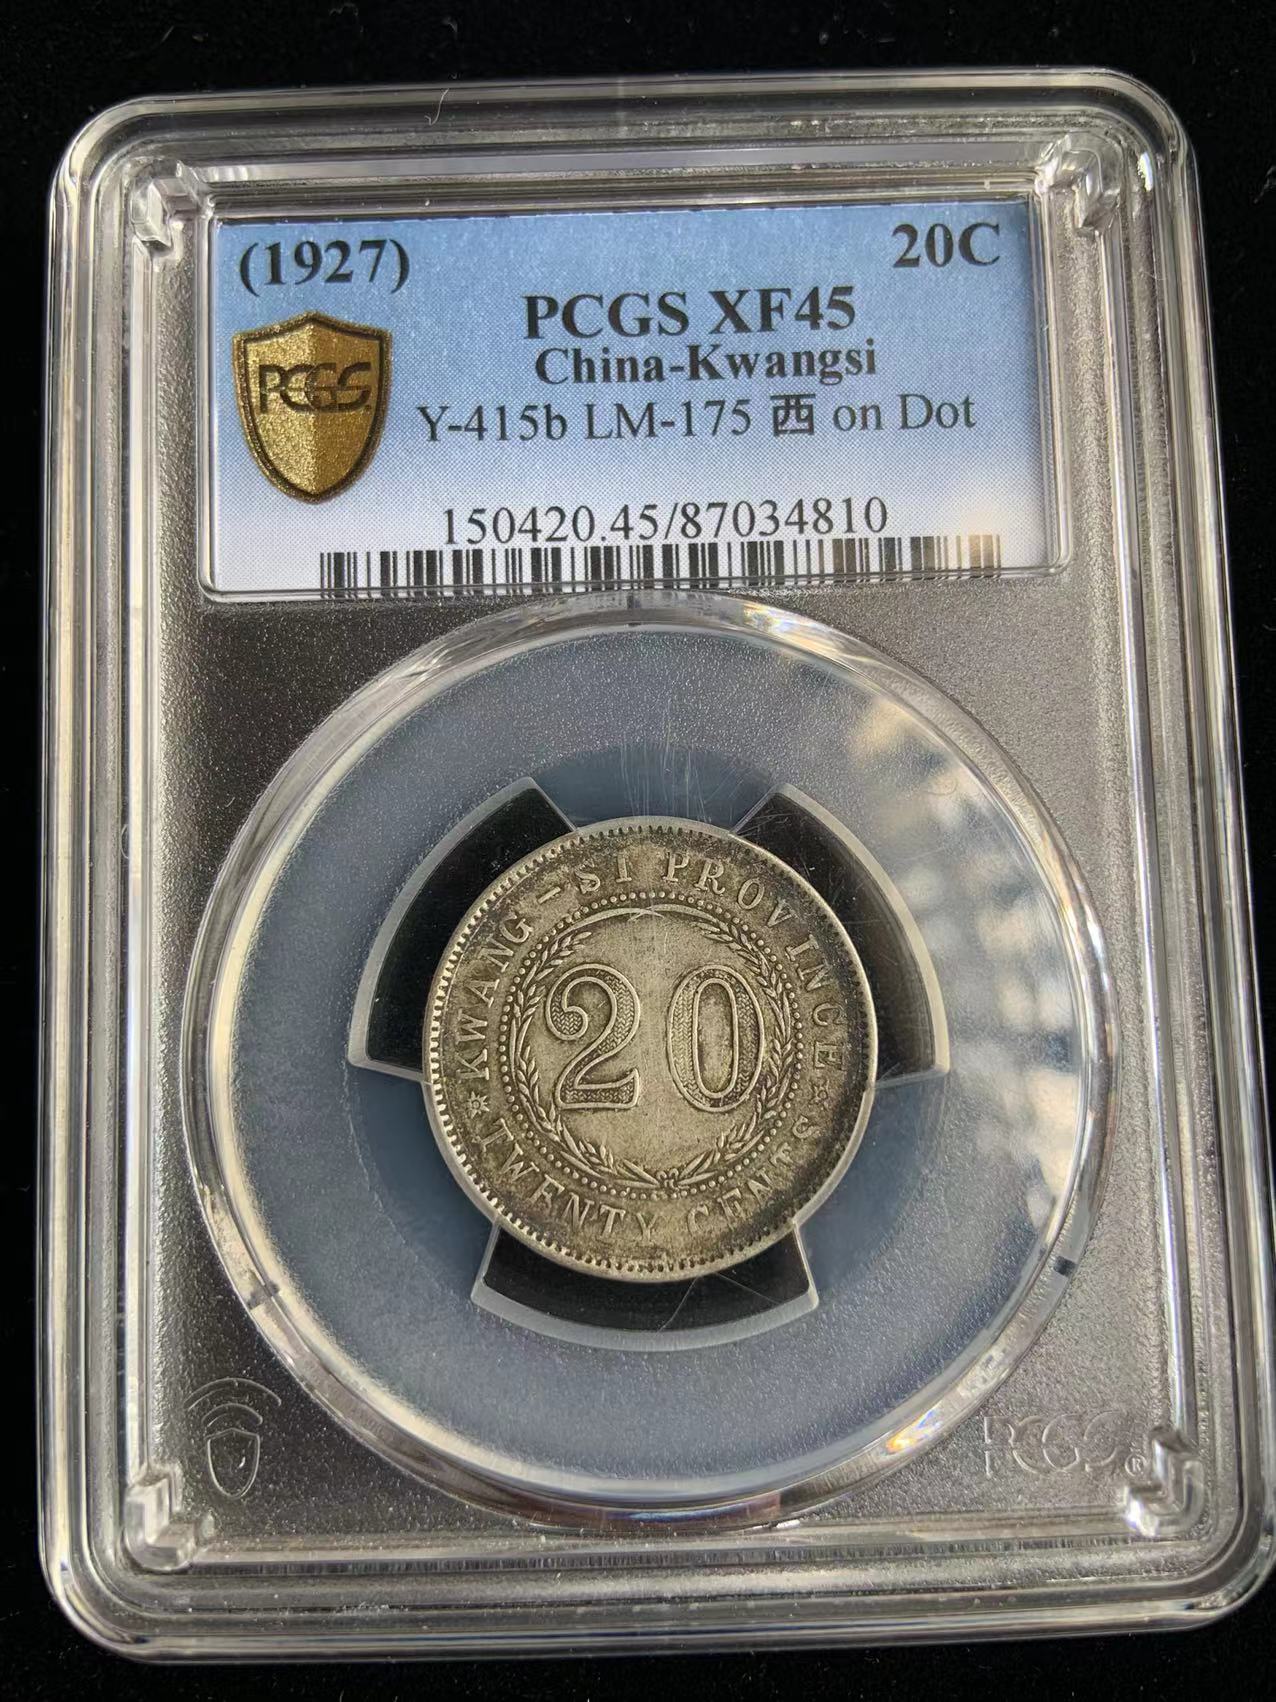 (1927)
20C
PCGS XF45
China-Kwangsi
PCGS
Y-415b LM-175 西 on Dot
150420.45/87034810
KWANG-SI PROVINCE
20
TWENTY CENTS
PCGS®